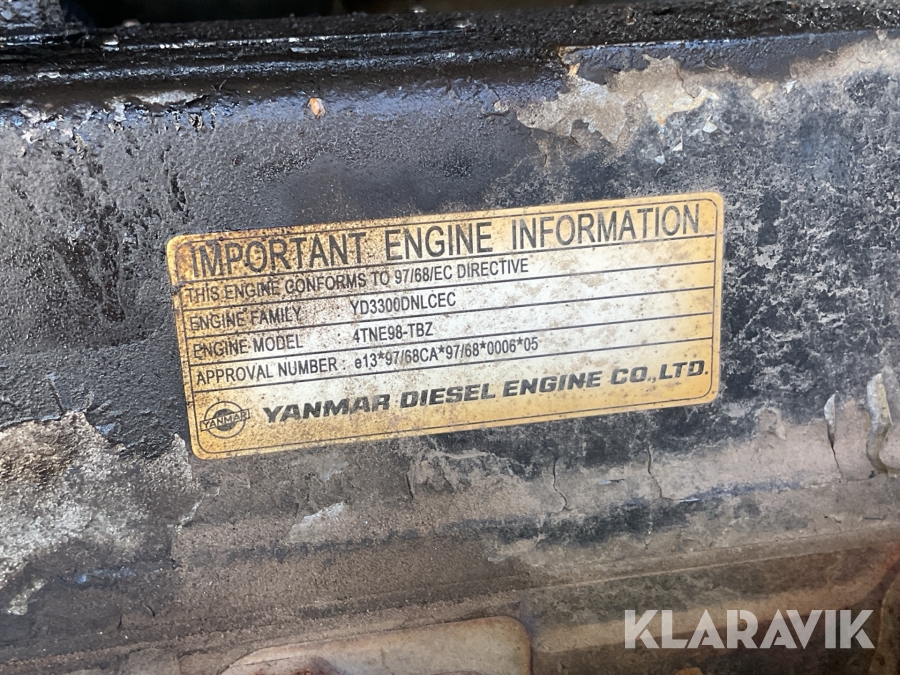 IMPORTANT ENGINE INFORMATION
THIS ENGINE CONFORMS TO 97/68/EC DIRECTIVE
ENGINE FAMILY YD3300DNLCEC
ENGINE MODEL : 4TNE98-TBZ
APPROVAL NUMBER : e13*97/68CA*97/68*0006*05
YANMAR YANMAR DIESEL ENGINE CO.,LTD.
KLARAVIK